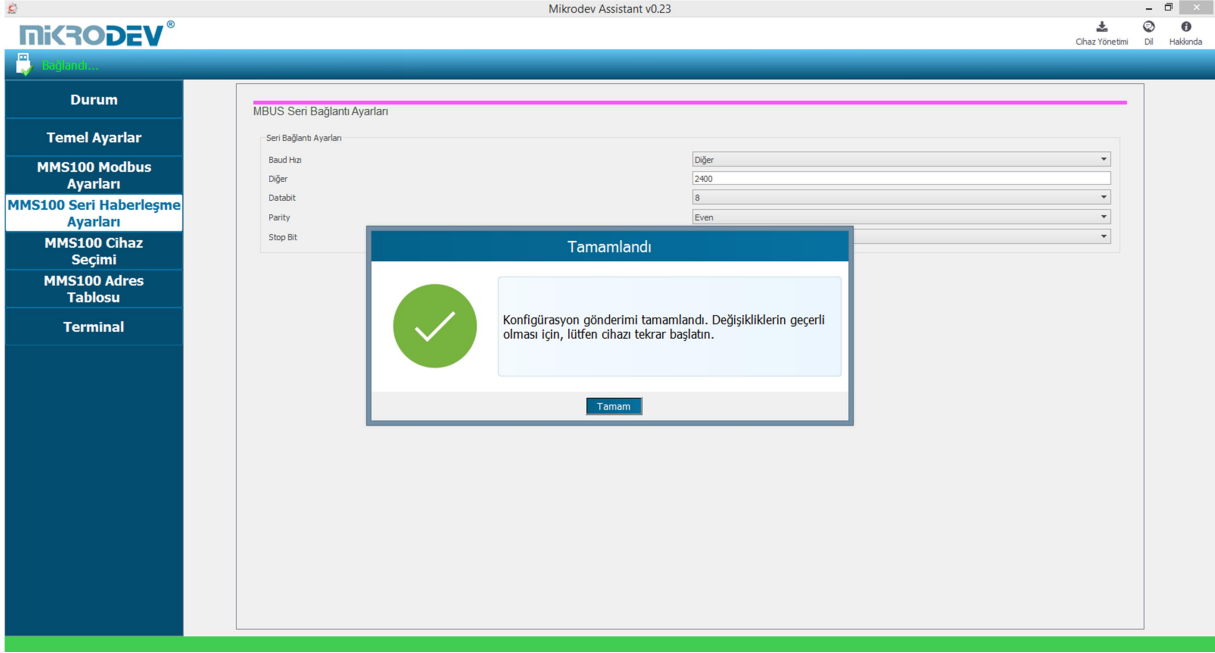 Mikrodev Assistant v0.23
MiKRODEV®
Cihaz Yönetimi
Dil
Hakkında
Bağlandı...
Durum
Temel Ayarlar
MMS100 Modbus
Ayarları
MMS100 Seri Haberleşme
Ayarları
MMS100 Cihaz
Seçimi
MMS100 Adres
Tablosu
Terminal
MBUS Seri Bağlantı Ayarları
Seri Bağlantı Ayarları
Baud Hızı Diğer
Diğer 2400
Databit 8
Parity Even
Stop Bit
Tamamlandı
Konfigürasyon gönderimi tamamlandı. Değişikliklerin geçerli
olması için, lütfen cihazı tekrar başlatın.
Tamam